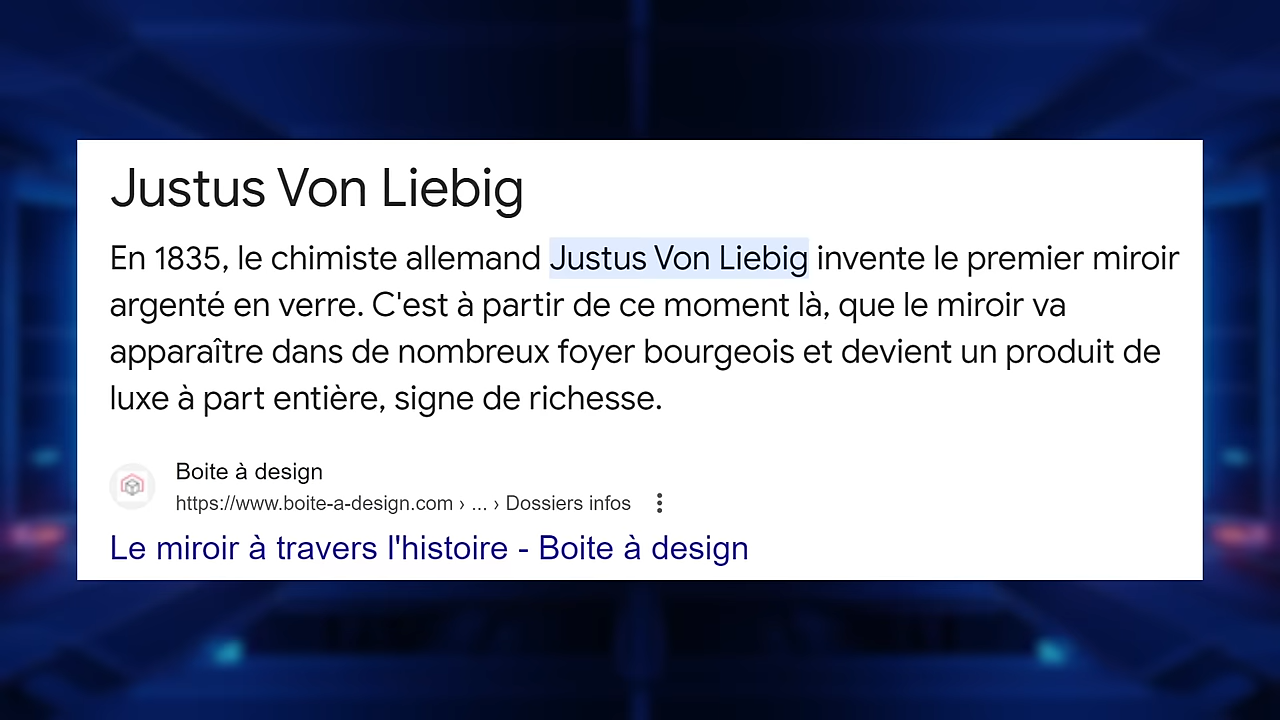 Justus Von Liebig
En 1835, le chimiste allemand Justus Von Liebig invente le premier miroir
argenté en verre. C'est à partir de ce moment là, que le miroir va
apparaître dans de nombreux foyer bourgeois et devient un produit de
luxe à part entière, signe de richesse.
Boite à design
https://www.boite-a-design.com › ... › Dossiers infos
Le miroir à travers l'histoire - Boite à design